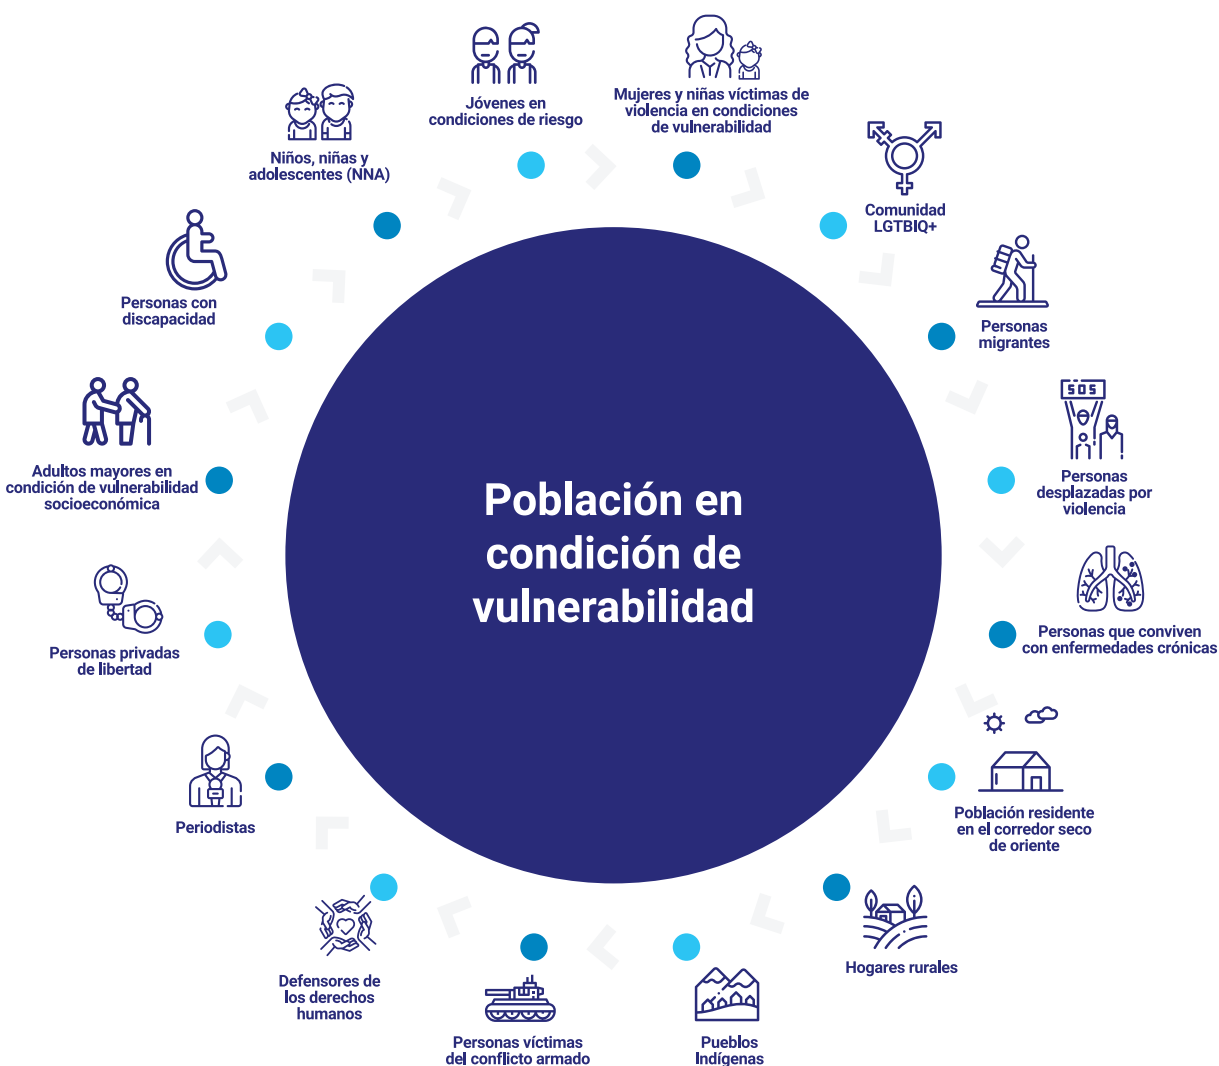 Jóvenes en
condiciones de riesgo
Mujeres y niñas víctimas de
violencia en condiciones
de vulnerabilidad
Comunidad
LGTBIQ+
Personas
migrantes
SOS
Personas
desplazadas por
violencia
Personas que conviven
con enfermedades crónicas
Población residente
en el corredor seco
de oriente
Hogares rurales
Pueblos
Indígenas
Personas víctimas
del conflicto armado
Defensores de
los derechos
humanos
Periodistas
Personas privadas
de libertad
Adultos mayores en
condición de vulnerabilidad
socioeconómica
Personas con
discapacidad
Niños, niñas y
adolescentes (NNA)
Población en
condición de
vulnerabilidad